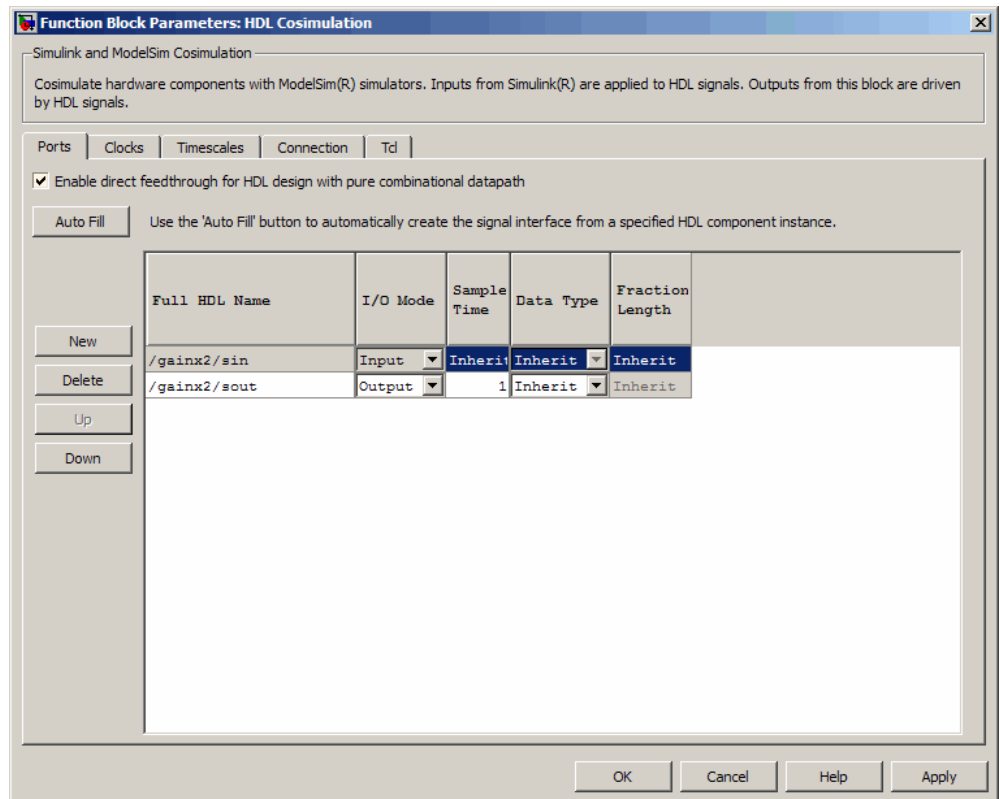 Function Block Parameters: HDL Cosimulation
Simulink and ModelSim Cosimulation
Cosimulate hardware components with ModelSim(R) simulators. Inputs from Simulink(R) are applied to HDL signals. Outputs from this block are driven
by HDL signals.
Ports Clocks Timescales Connection Tcl
Enable direct feedthrough for HDL design with pure combinational datapath
Auto Fill Use the 'Auto Fill' button to automatically create the signal interface from a specified HDL component instance.
Full HDL Name I/O Mode Sample Time Data Type Fraction Length
New
Delete
Up
Down
/gainx2/sin Input Inherit Inherit Inherit
/gainx2/sout Output 1 Inherit Inherit
OK Cancel Help Apply